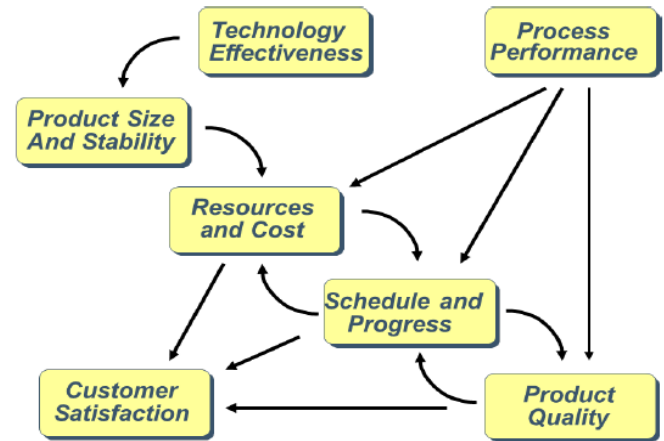 Technology
Effectiveness
Process
Performance
Product Size
And Stability
Resources
and Cost
Schedule and
Progress
Customer
Satisfaction
Product
Quality